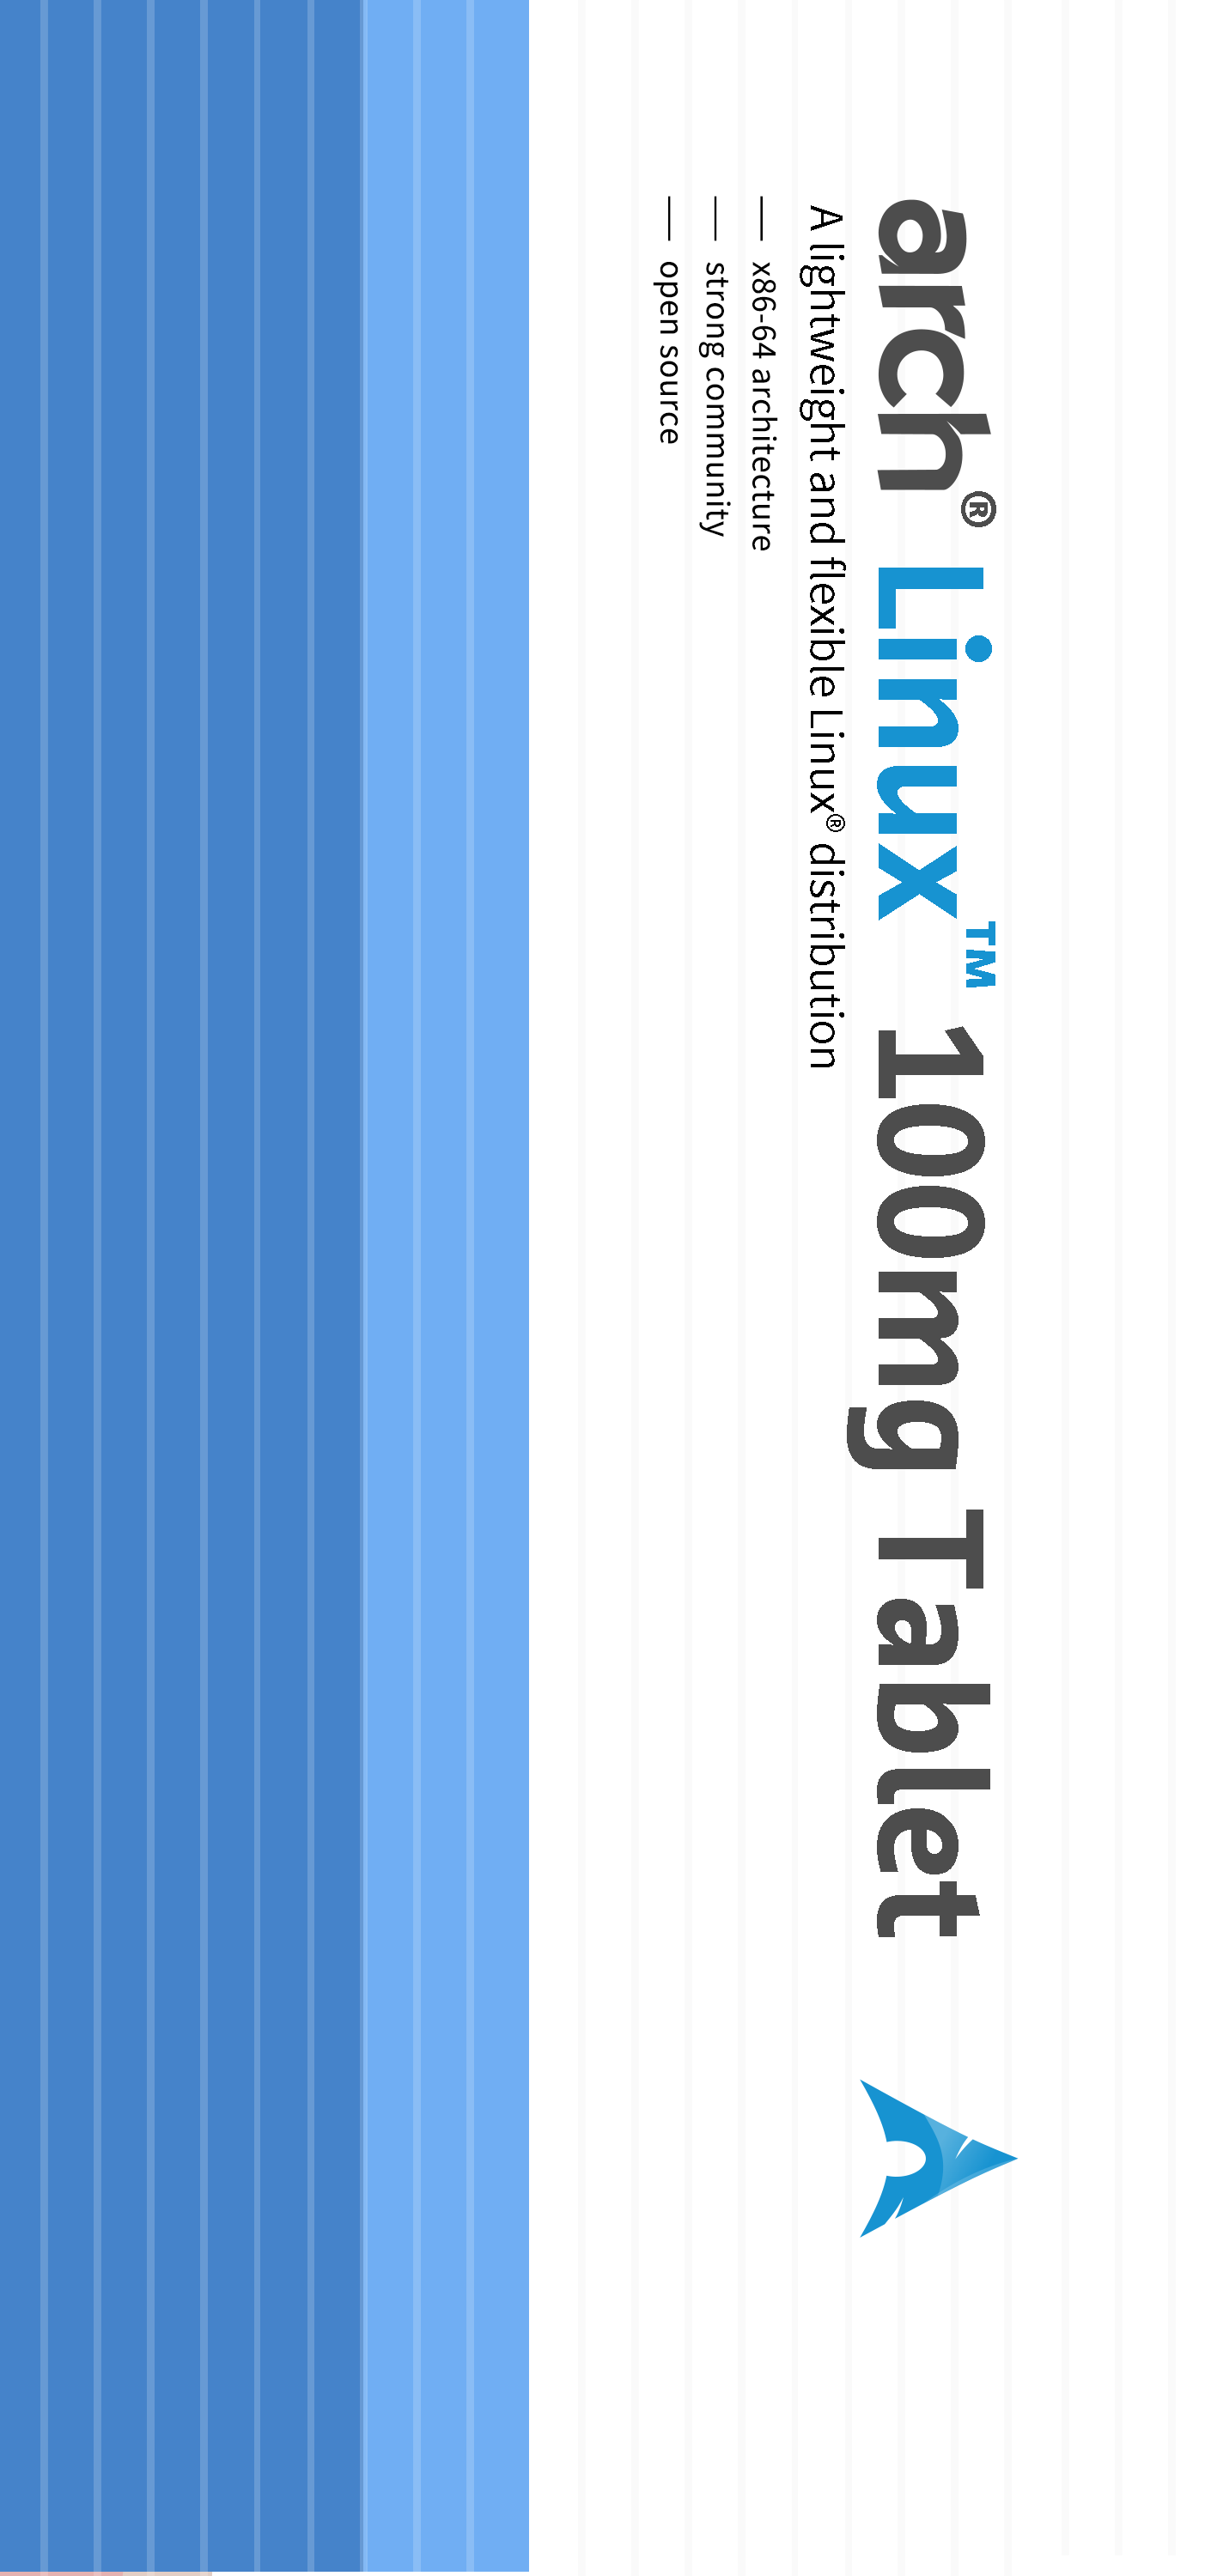 arch® Linux™ 100mg Tablet
A lightweight and flexible Linux® distribution
— x86-64 architecture
— strong community
— open source